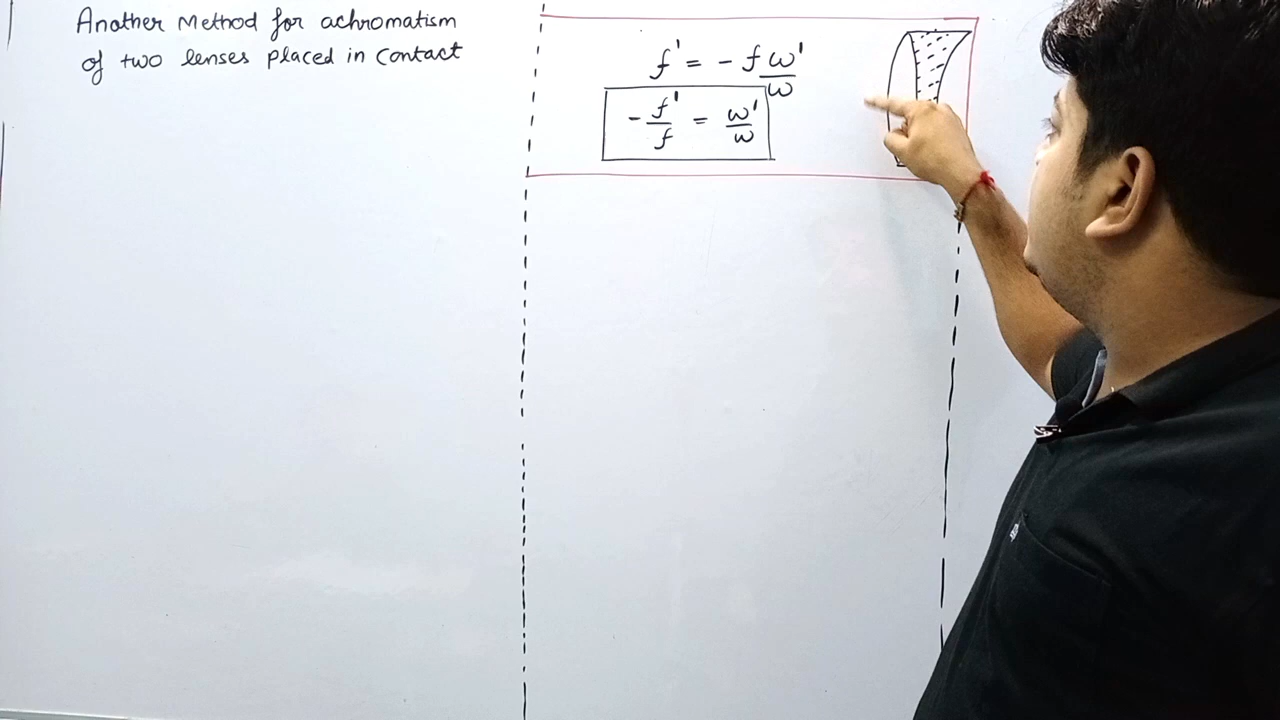 Another Method for achromatism
of two lenses placed in contact
f' = - f ω'/ω
- f'/f = ω'/ω